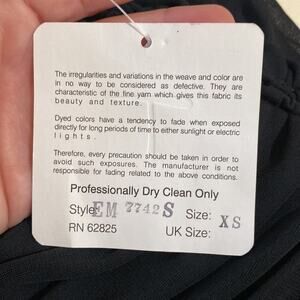 The irregularities and variations in the weave and color are
in no way to be considered as defective. They are
characteristic of the fine yarn which gives this fabric its
beauty and texture.
Dyed colors have a tendency to fade when exposed
directly for long periods of time to either sunlight or electric
lights.
Therefore, every precaution should be taken in order to
avoid such exposures. The manufacturer is not
responsible for fading related to the above conditions.
Professionally Dry Clean Only
Style: EM 7742S Size: XS
RN 62825 UK Size: